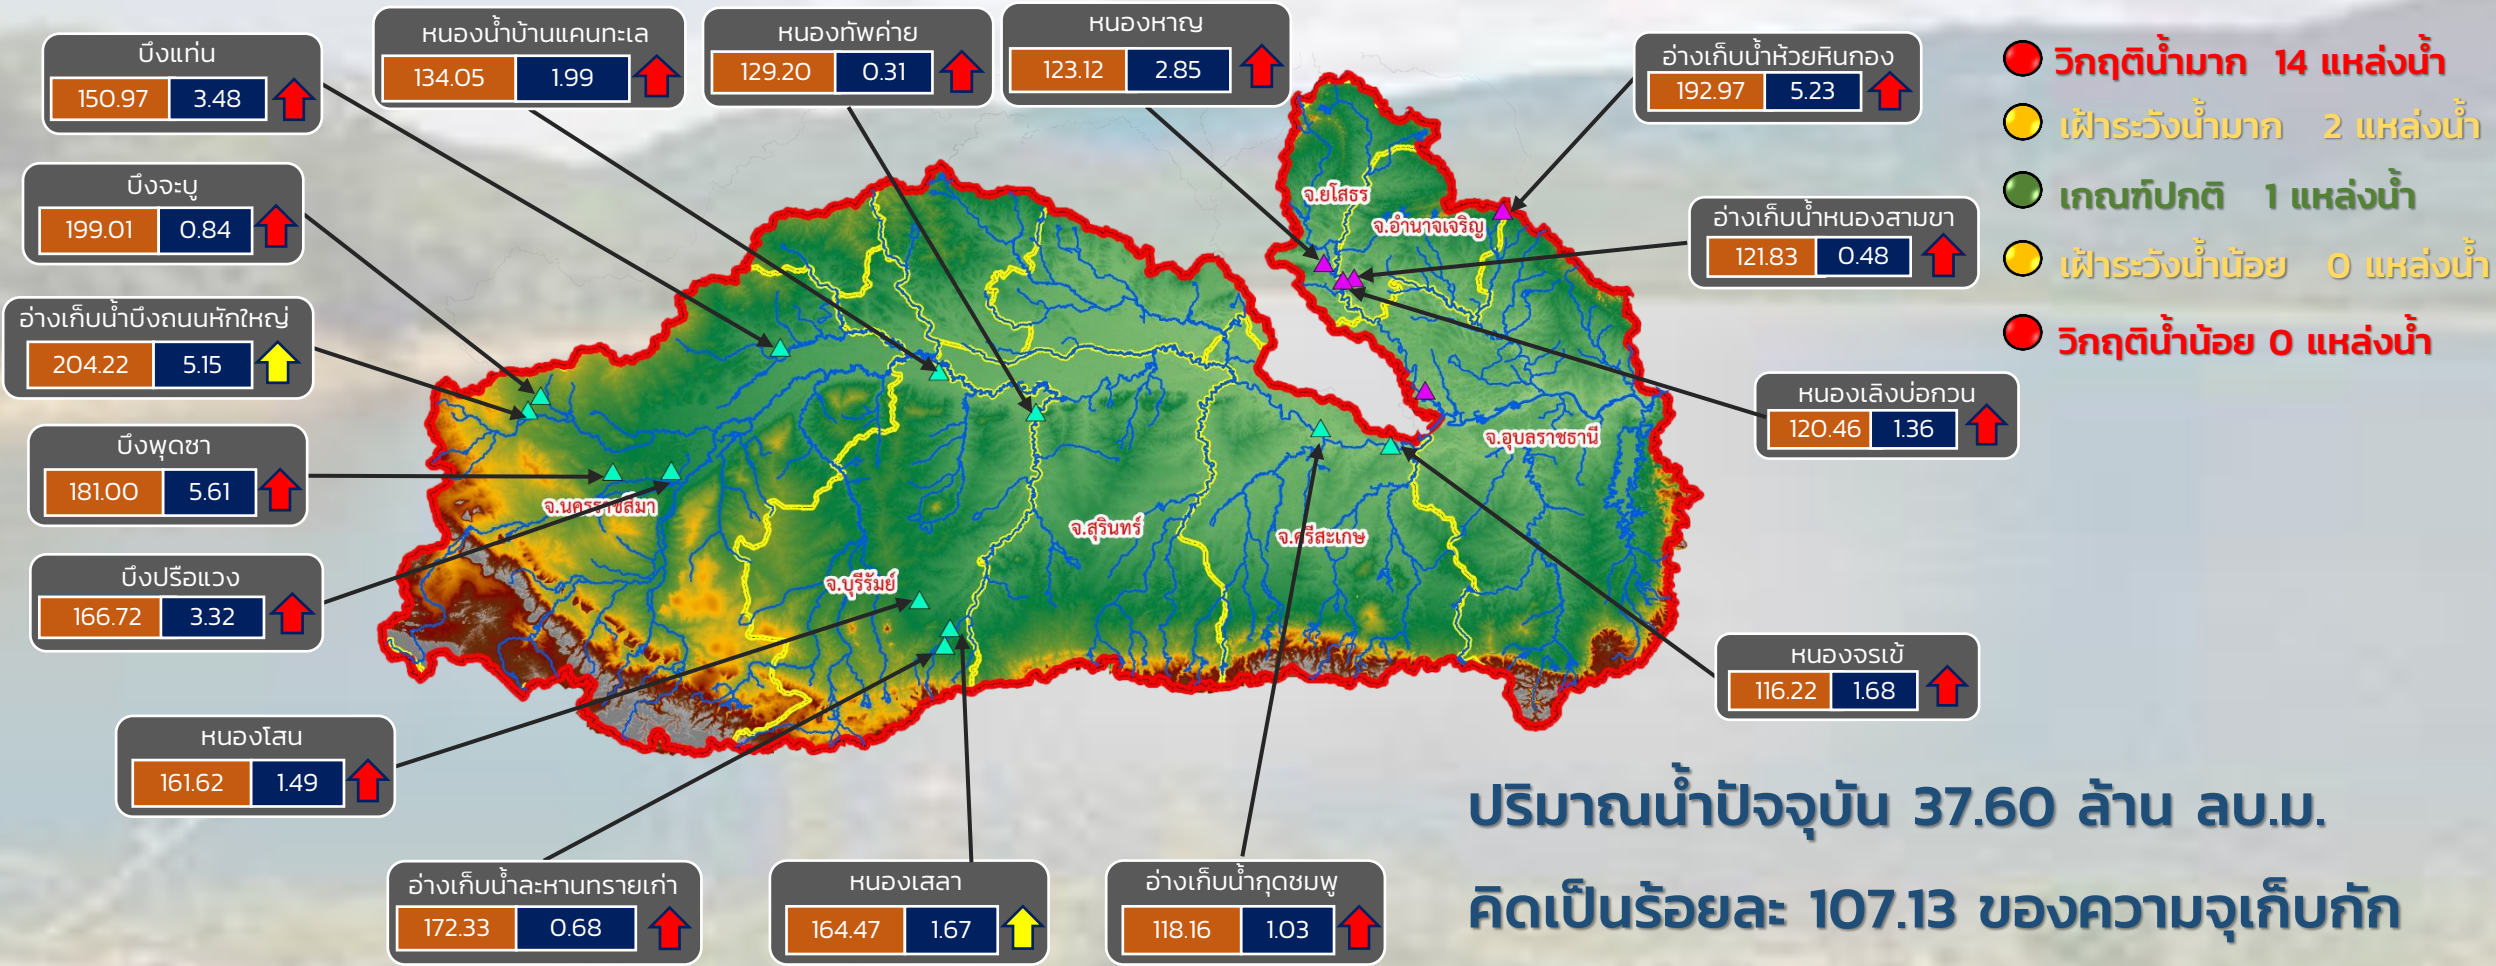 บึงแท่น
150.97 3.48
หนองน้ำบ้านแคนทะเล
134.05 1.99
หนองทัพค่าย
129.20 0.31
หนองหาญ
123.12 2.85
อ่างเก็บน้ำห้วยหินกอง
192.97 5.23
วิกฤติน้ำมาก 14 แหล่งน้ำ
เฝ้าระวังน้ำมาก 2 แหล่งน้ำ
เกณฑ์ปกติ 1 แหล่งน้ำ
เฝ้าระวังน้ำน้อย 0 แหล่งน้ำ
วิกฤติน้ำน้อย 0 แหล่งน้ำ
บึงจะบู
199.01 0.84
อ่างเก็บน้ำหนองสามขา
121.83 0.48
อ่างเก็บน้ำบึงถนนหักใหญ่
204.22 5.15
หนองเลิงบ่อกวน
120.46 1.36
บึงพุดซา
181.00 5.61
บึงปรือแวง
166.72 3.32
หนองจรเข้
116.22 1.68
หนองโสน
161.62 1.49
อ่างเก็บน้ำละหานทรายเก่า
172.33 0.68
หนองเสลา
164.47 1.67
อ่างเก็บน้ำกุดชมพู
118.16 1.03
จ.ยโสธร
จ.อำนาจเจริญ
จ.อุบลราชธานี
จ.นครราชสีมา
จ.สุรินทร์
จ.ศรีสะเกษ
จ.บุรีรัมย์
ปริมาณน้ำปัจจุบัน 37.60 ล้าน ลบ.ม.
คิดเป็นร้อยละ 107.13 ของความจุเก็บกัก